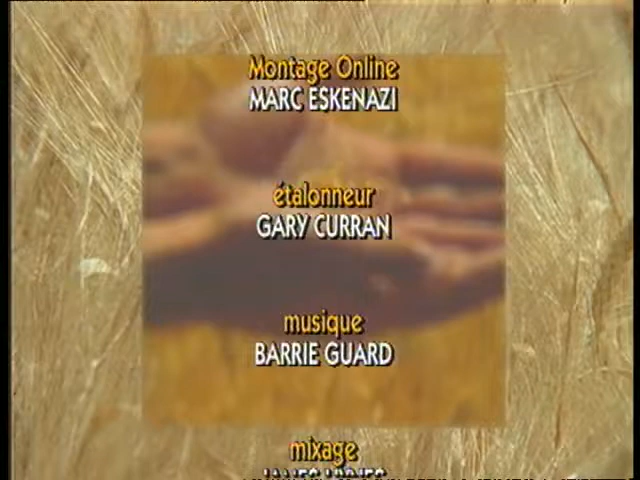 Montage Online
MARC ESKENAZI
étalonneur
GARY CURRAN
musique
BARRIE GUARD
mixage